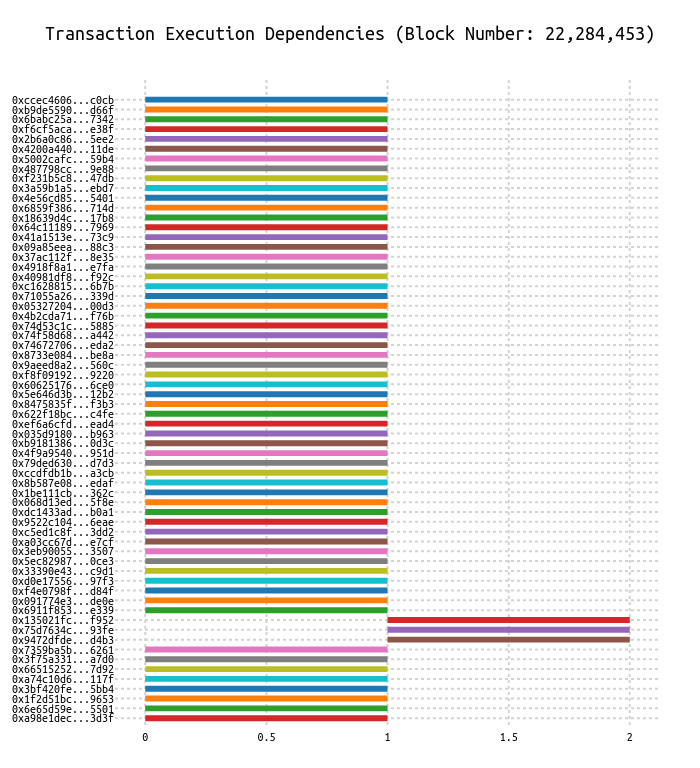 Transaction Execution Dependencies (Block Number: 22,284,453)
0xccec4606...c0cb
0xb9de5590...d66f
0x6babc25a...7342
0xf6cf5aca...e38f
0x2b6a0c86...5ee2
0x4200a440...11de
0x5002cafc...59b4
0x487798cc...9e88
0xf231b5c8...47db
0x3a59b1a5...ebd7
0x4e56cd85...5401
0x6859f386...714d
0x18639d4c...17b8
0x64c11189...7969
0x41a1513e...73c9
0x09a85eea...88c3
0x37ac112f...8e35
0x4918f8a1...e7fa
0x40981df8...f92c
0xc1628815...6b7b
0x71055a26...339d
0x05327204...00d3
0x4b2cda71...f76b
0x74d53c1c...5885
0x74f58d68...a442
0x74672706...eda2
0x8733e084...be8a
0x9aeed8a2...560c
0xf8f09192...9220
0x60625176...6ce0
0x5e646d3b...12b2
0x8475835f...f3b3
0x622f18bc...c4fe
0xef6a6cfd...ead4
0x035d9180...b963
0xb9181386...0d3c
0x4f9a9540...951d
0x79ded630...d7d3
0xccdfdb1b...a3cb
0x8b587e08...edaf
0x1be111cb...362c
0x068d13ed...5f8e
0xdc1433ad...b0a1
0x9522c104...6eae
0xc5ed1c8f...3dd2
0xa03cc67d...e7cf
0x3eb90055...3507
0x5ec82987...0ce3
0x33390e43...c9d1
0xd0e17556...97f3
0xf4e0798f...d84f
0x091774e3...de0e
0x6911f853...e339
0x135021fc...f952
0x75d7634c...93fe
0x9472dfde...d4b3
0x7359ba5b...6261
0x3f75a331...a7d0
0x66515252...7d92
0xa74c10d6...117f
0x3bf420fe...5bb4
0x1f2d51bc...9653
0x6e65d59e...5501
0xa98e1dec...3d3f
0 0.5 1 1.5 2